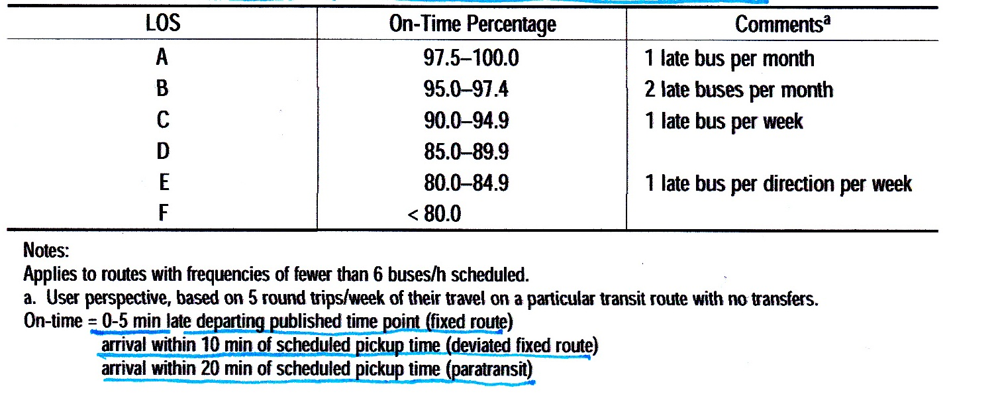 LOS On-Time Percentage Commentsa
A 97.5–100.0 1 late bus per month
B 95.0–97.4 2 late buses per month
C 90.0–94.9 1 late bus per week
D 85.0–89.9
E 80.0–84.9 1 late bus per direction per week
F < 80.0
Notes:
Applies to routes with frequencies of fewer than 6 buses/h scheduled.
a. User perspective, based on 5 round trips/week of their travel on a particular transit route with no transfers.
On-time = 0-5 min late departing published time point (fixed route)
arrival within 10 min of scheduled pickup time (deviated fixed route)
arrival within 20 min of scheduled pickup time (paratransit)